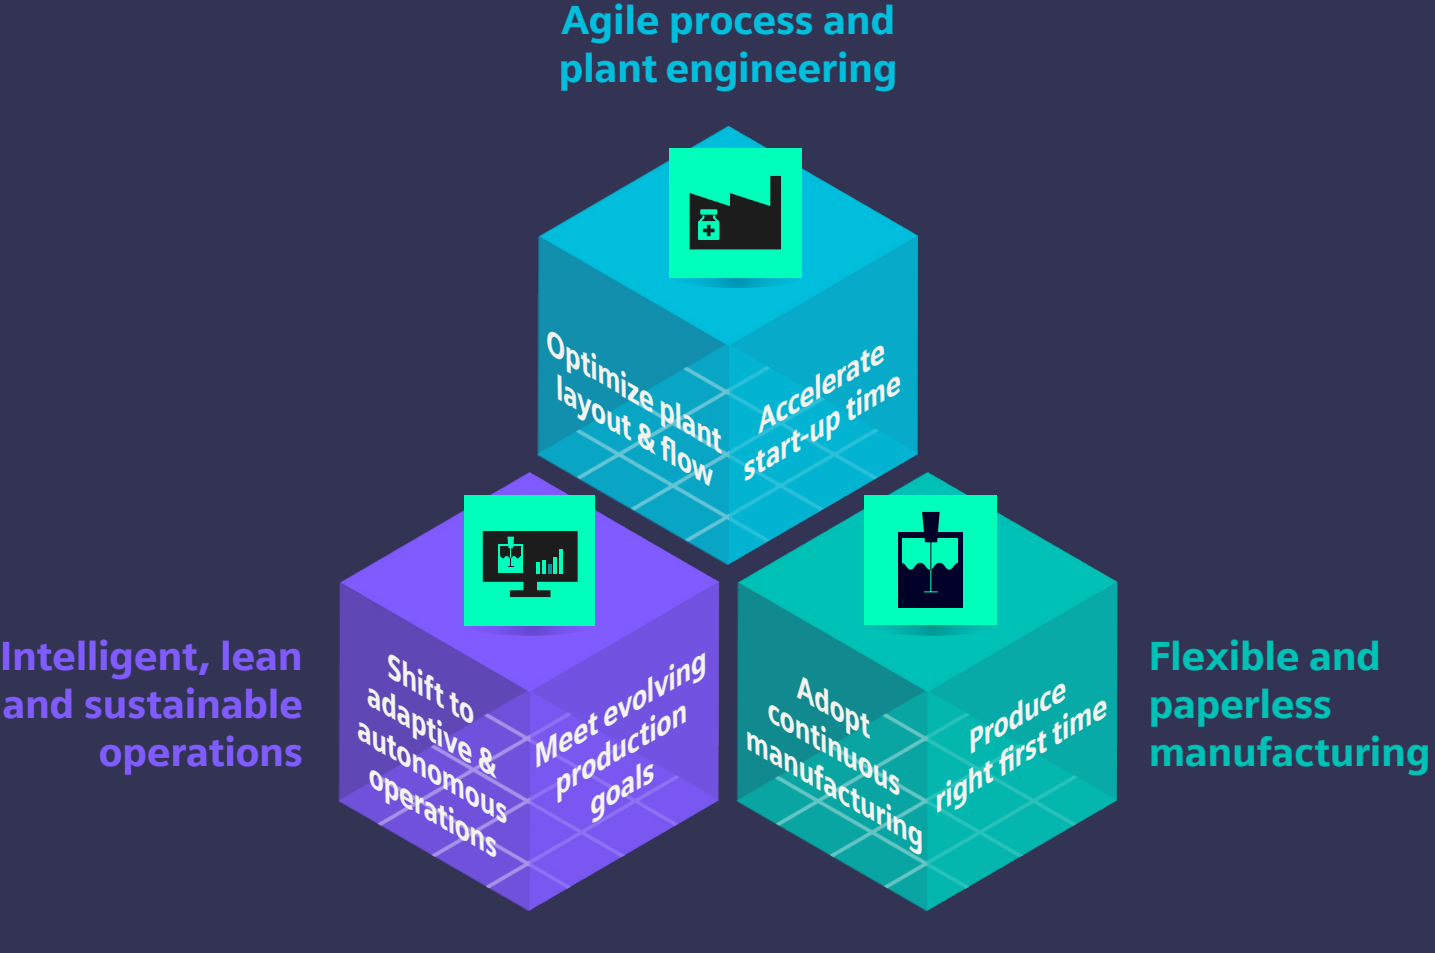 Agile process and
plant engineering
Optimize plant
layout & flow
Accelerate
start-up time
Intelligent, lean
and sustainable
operations
Shift to
adaptive &
autonomous
operations
Meet evolving
production
goals
Adopt
continuous
manufacturing
Produce
right first time
Flexible and
paperless
manufacturing